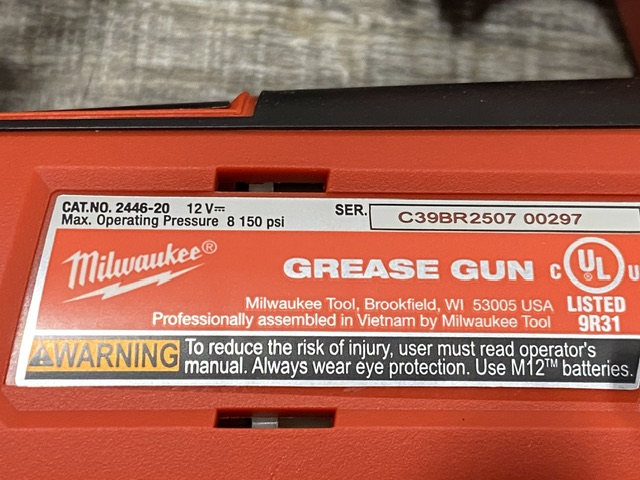 CAT.NO. 2446-20 12 V⎓ SER. C39BR2507 00297
Max. Operating Pressure 8 150 psi
Milwaukee®
GREASE GUN
C UL U
LISTED
9R31
Milwaukee Tool, Brookfield, WI 53005 USA
Professionally assembled in Vietnam by Milwaukee Tool
WARNING To reduce the risk of injury, user must read operator's
manual. Always wear eye protection. Use M12™ batteries.